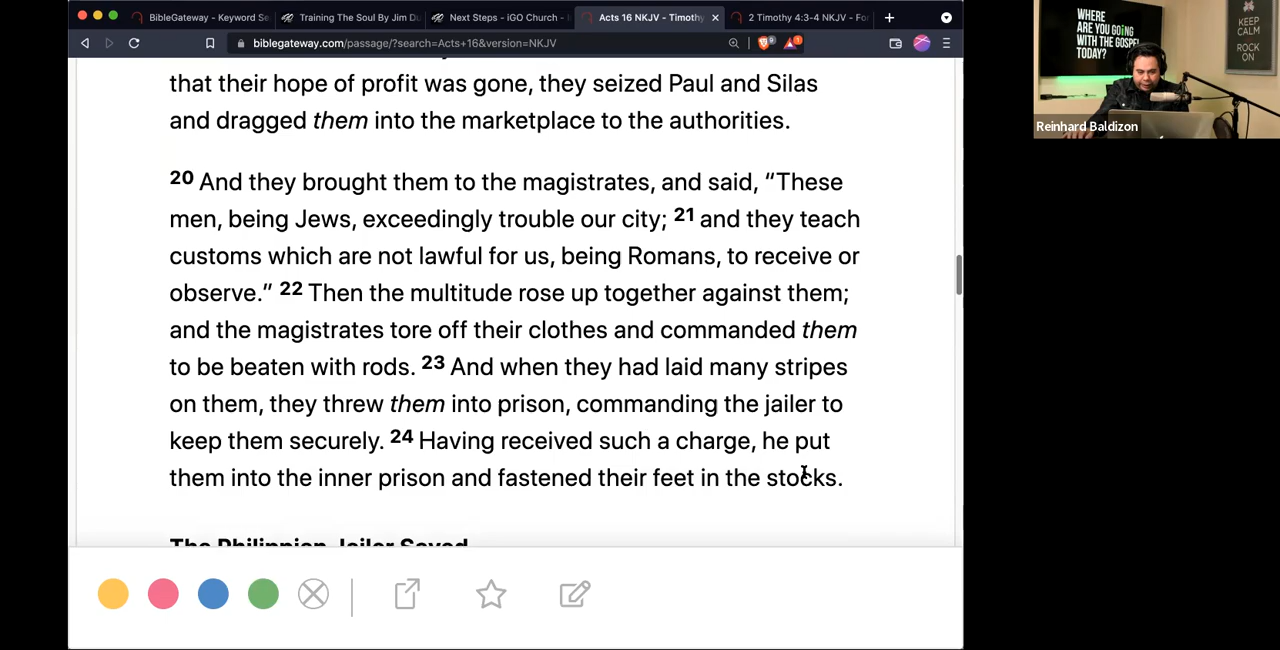 BibleGateway - Keyword Se
Training The Soul By Jim Du
Next Steps - iGO Church -
Acts 16 NKJV - Timothy
2 Timothy 4:3-4 NKJV - For
biblegateway.com/passage/?search=Acts+16&version=NKJV
that their hope of profit was gone, they seized Paul and Silas
and dragged them into the marketplace to the authorities.
20 And they brought them to the magistrates, and said, “These
men, being Jews, exceedingly trouble our city; 21 and they teach
customs which are not lawful for us, being Romans, to receive or
observe.” 22 Then the multitude rose up together against them;
and the magistrates tore off their clothes and commanded them
to be beaten with rods. 23 And when they had laid many stripes
on them, they threw them into prison, commanding the jailer to
keep them securely. 24 Having received such a charge, he put
them into the inner prison and fastened their feet in the stocks.
The Philippian Jailer Saved
WHERE
ARE YOU GOING
WITH THE GOSPEL
TODAY?
KEEP
CALM
ROCK
ON
Reinhard Baldizon